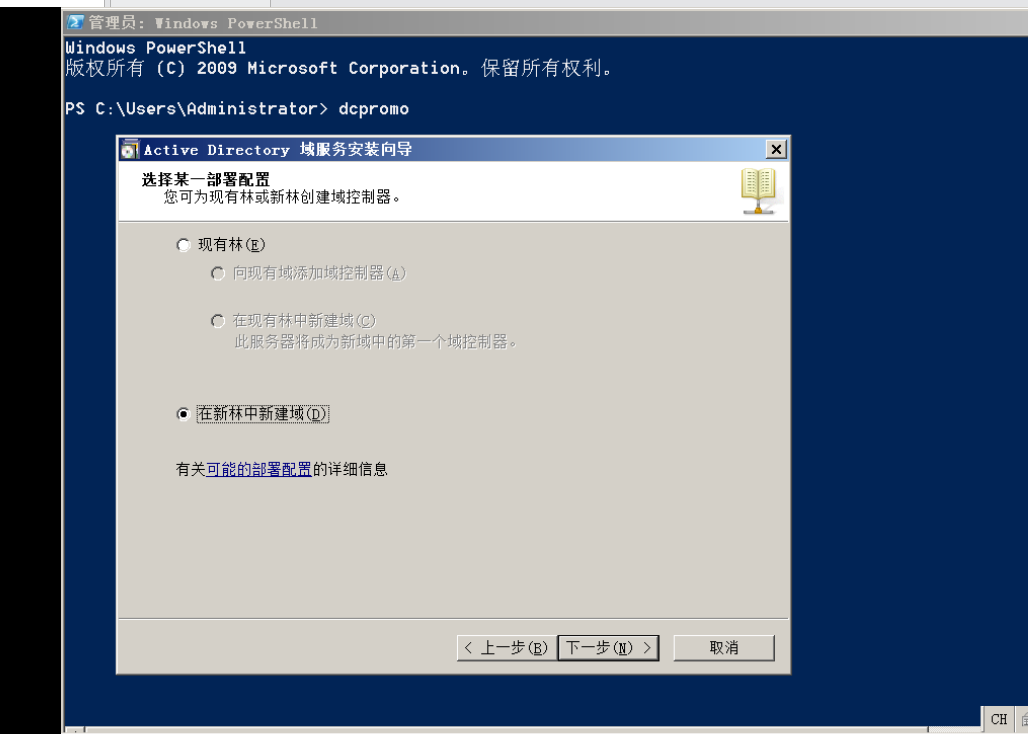 管理员: Windows PowerShell
Windows PowerShell
版权所有 (C) 2009 Microsoft Corporation。保留所有权利。
PS C:\Users\Administrator> dcpromo
Active Directory 域服务安装向导
选择某一部署配置
您可为现有林或新林创建域控制器。
现有林(E)
向现有域添加域控制器(A)
在现有林中新建域(C)
此服务器将成为新域中的第一个域控制器。
在新林中新建域(D)
有关可能的部署配置的详细信息
< 上一步(B) 下一步(N) > 取消
CH